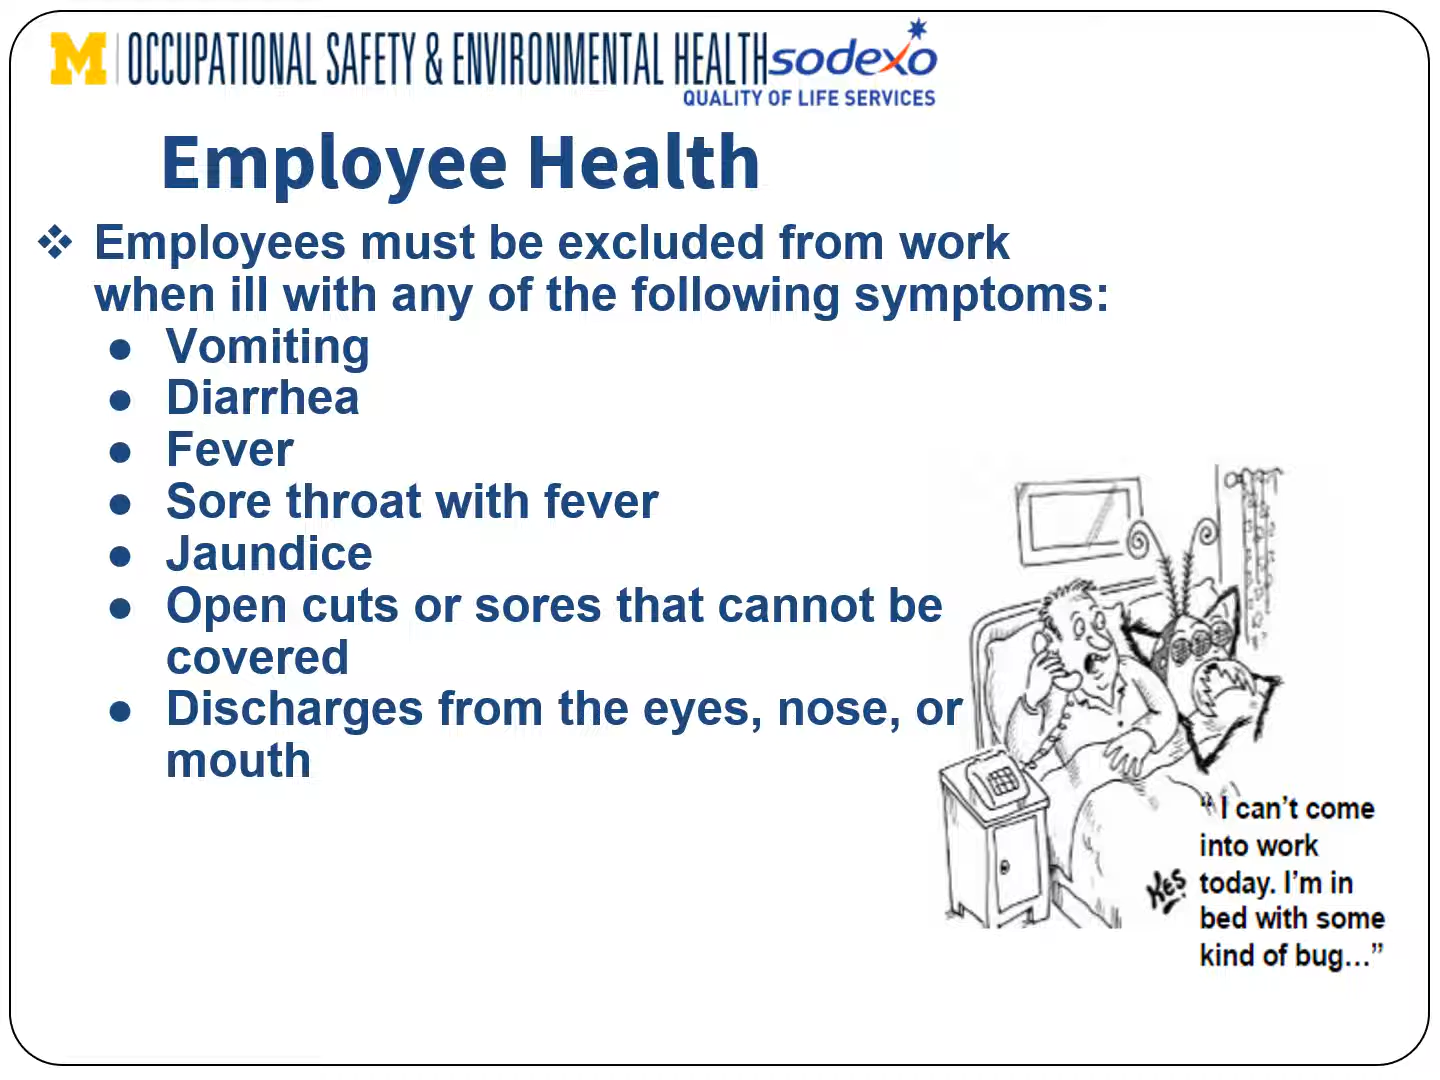 M OCCUPATIONAL SAFETY & ENVIRONMENTAL HEALTH
sodexo
QUALITY OF LIFE SERVICES
Employee Health
❖ Employees must be excluded from work
when ill with any of the following symptoms:
● Vomiting
● Diarrhea
● Fever
● Sore throat with fever
● Jaundice
● Open cuts or sores that cannot be
covered
● Discharges from the eyes, nose, or
mouth
“ I can’t come
into work
today. I’m in
bed with some
kind of bug...”
Kes